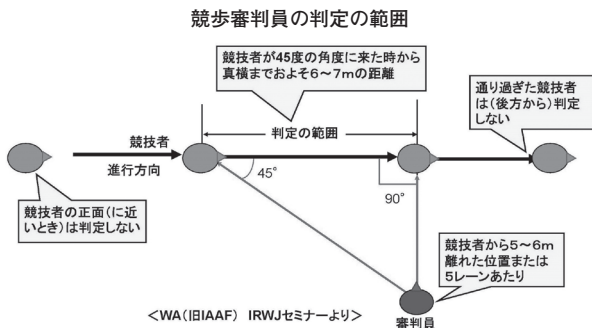 競歩審判員の判定の範囲
競技者が45度の角度に来た時から
真横までおよそ6〜7mの距離
通り過ぎた競技者
は(後方から)判定
しない
判定の範囲
競技者
進行方向
45°
90°
競技者の正面(に近
いとき)は判定しない
競技者から5〜6m
離れた位置または
5レーンあたり
<WA(旧IAAF) IRWJセミナーより>
審判員